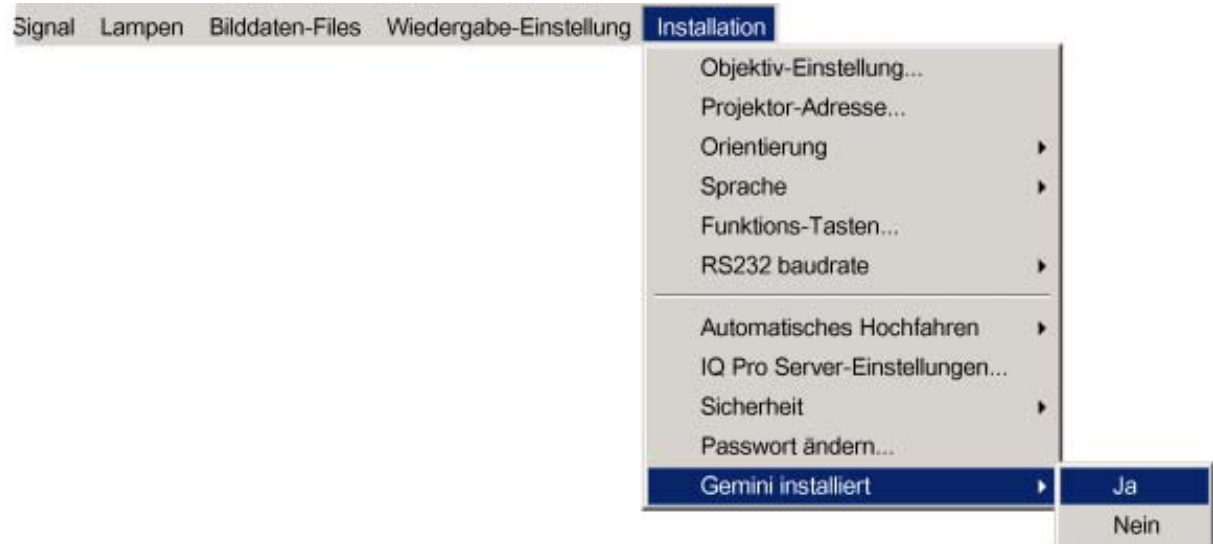 Signal Lampen Bilddaten-Files Wiedergabe-Einstellung Installation
Objektiv-Einstellung...
Projektor-Adresse...
Orientierung
Sprache
Funktions-Tasten...
RS232 baudrate
Automatisches Hochfahren
IQ Pro Server-Einstellungen...
Sicherheit
Passwort ändern...
Gemini installiert
Ja
Nein